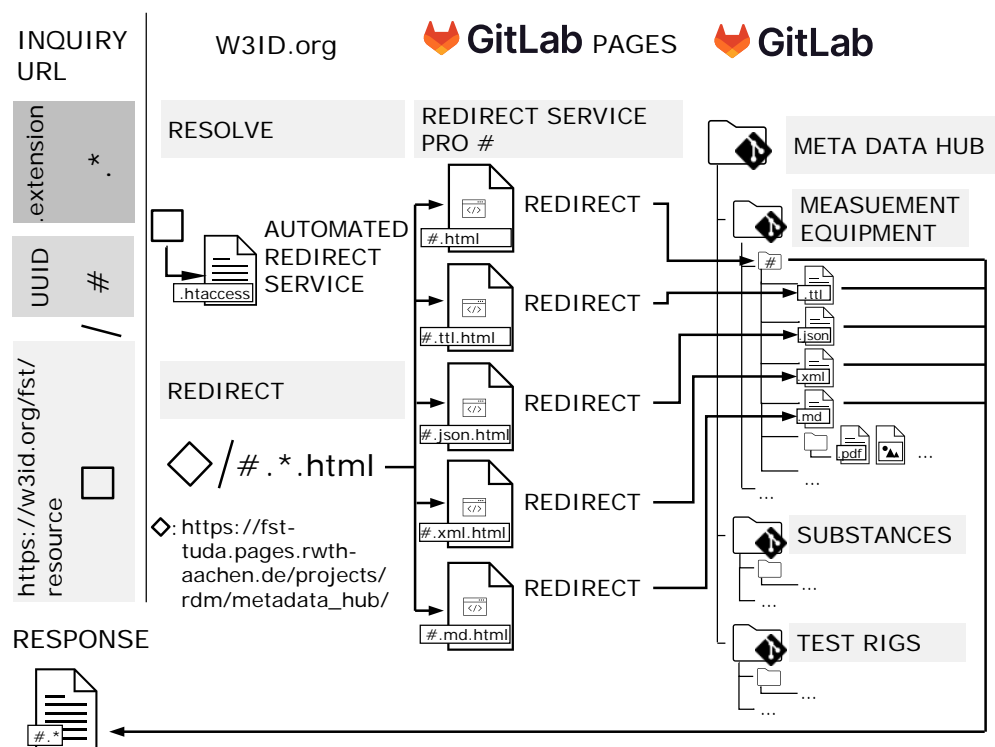 INQUIRY
URL
.extension
.*
UUID
#
/
https://w3id.org/fst/
resource
W3ID.org
RESOLVE
AUTOMATED
REDIRECT
SERVICE
.htaccess
REDIRECT
/#.*.html
: https://fst-
tuda.pages.rwth-
aachen.de/projects/
rdm/metadata_hub/
GitLab PAGES
REDIRECT SERVICE
PRO #
</>
#.html
REDIRECT
</>
#.ttl.html
REDIRECT
</>
#.json.html
REDIRECT
</>
#.xml.html
REDIRECT
</>
#.md.html
REDIRECT
GitLab
META DATA HUB
MEASUEMENT
EQUIPMENT
#
.ttl
.json
.xml
.md
.pdf
...
...
...
SUBSTANCES
...
...
TEST RIGS
...
...
RESPONSE
#.*